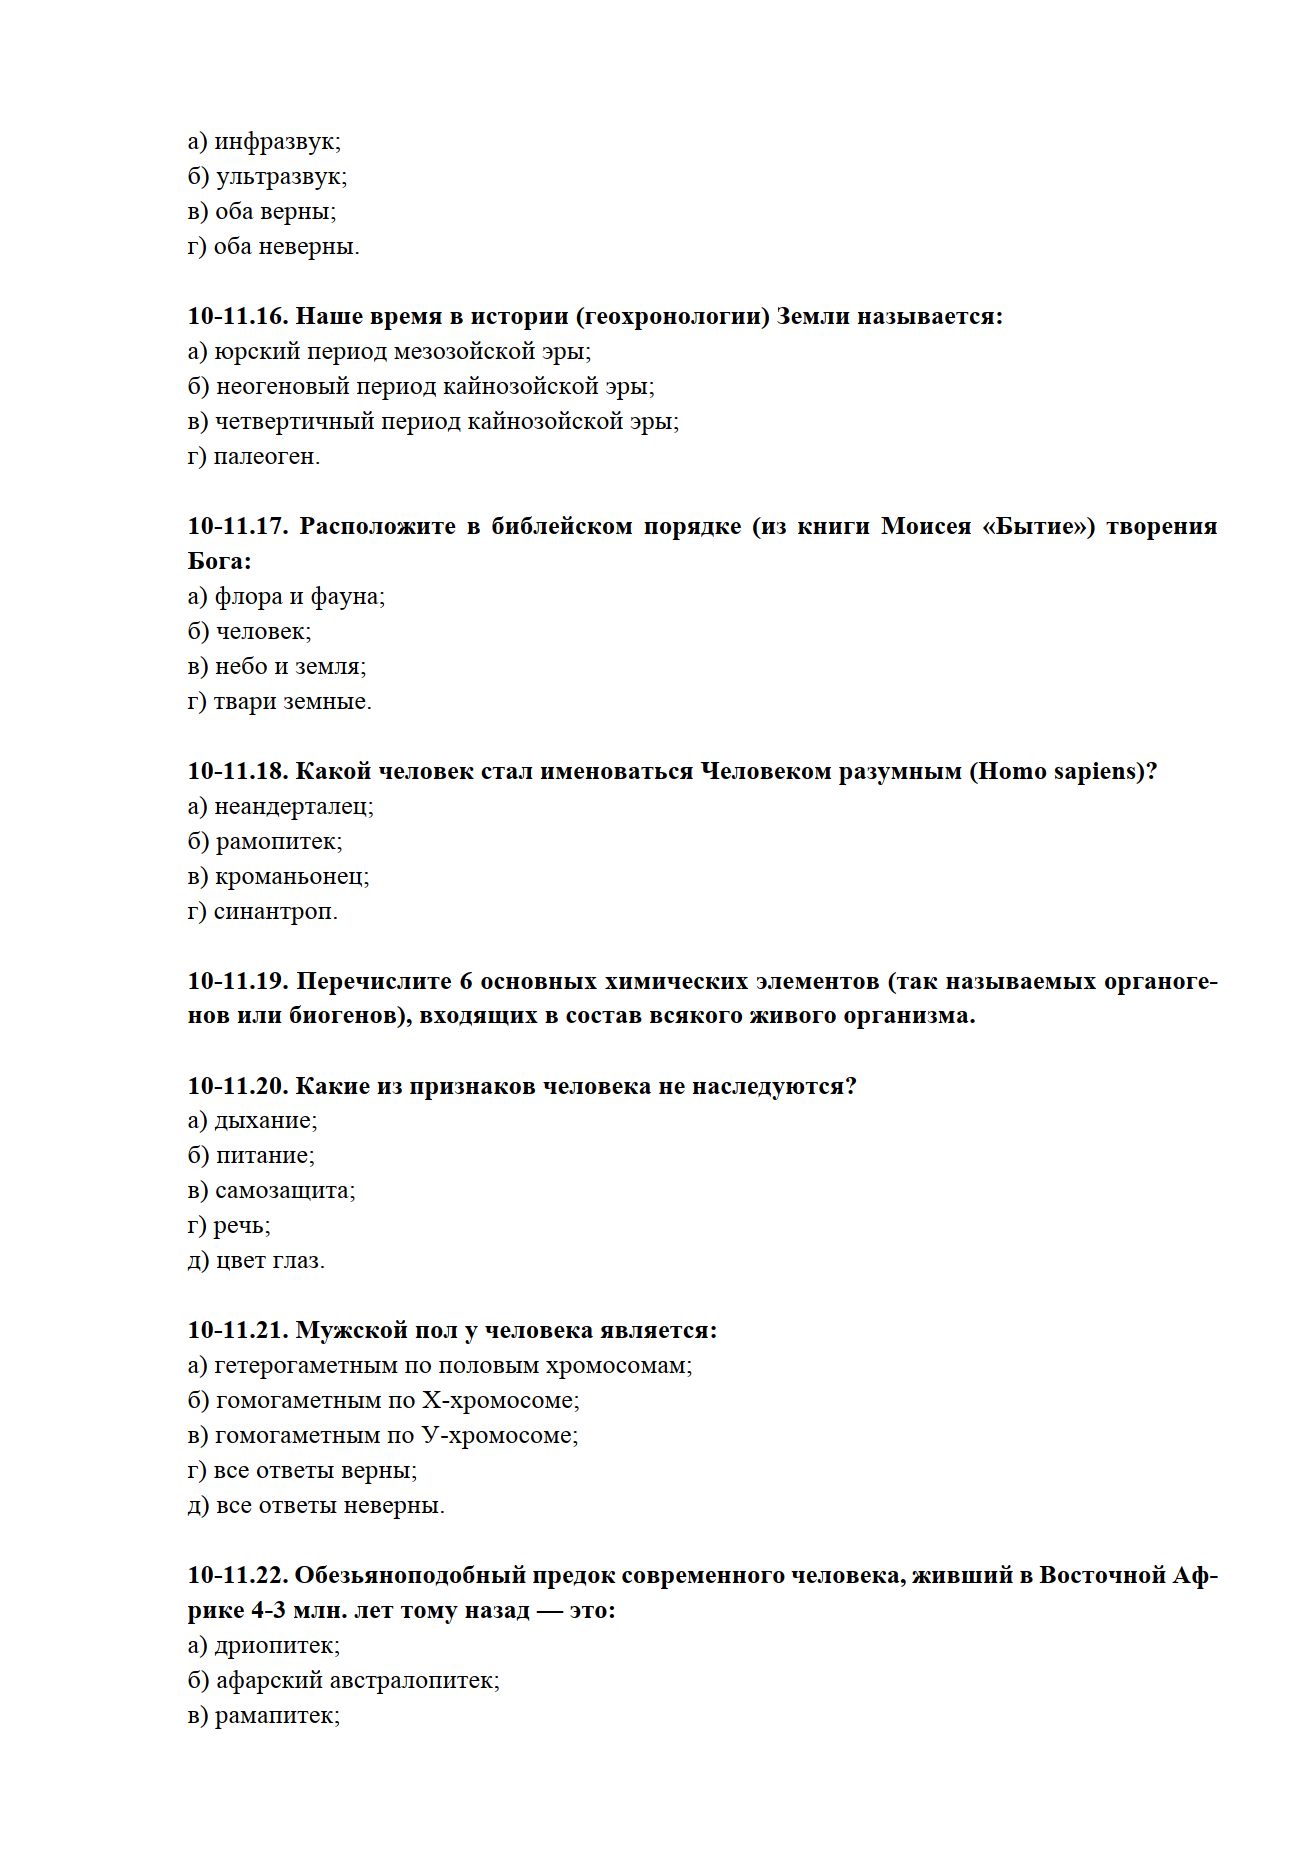 а) инфразвук;
б) ультразвук;
в) оба верны;
г) оба неверны.
10-11.16. Наше время в истории (геохронологии) Земли называется:
а) юрский период мезозойской эры;
б) неогеновый период кайнозойской эры;
в) четвертичный период кайнозойской эры;
г) палеоген.
10-11.17. Расположите в библейском порядке (из книги Моисея «Бытие») творения
Бога:
а) флора и фауна;
б) человек;
в) небо и земля;
г) твари земные.
10-11.18. Какой человек стал именоваться Человеком разумным (Homo sapiens)?
а) неандерталец;
б) рамопитек;
в) кроманьонец;
г) синантроп.
10-11.19. Перечислите 6 основных химических элементов (так называемых органоге-
нов или биогенов), входящих в состав всякого живого организма.
10-11.20. Какие из признаков человека не наследуются?
а) дыхание;
б) питание;
в) самозащита;
г) речь;
д) цвет глаз.
10-11.21. Мужской пол у человека является:
а) гетерогаметным по половым хромосомам;
б) гомогаметным по Х-хромосоме;
в) гомогаметным по У-хромосоме;
г) все ответы верны;
д) все ответы неверны.
10-11.22. Обезьяноподобный предок современного человека, живший в Восточной Аф-
рике 4-3 млн. лет тому назад — это:
а) дриопитек;
б) афарский австралопитек;
в) рамапитек;